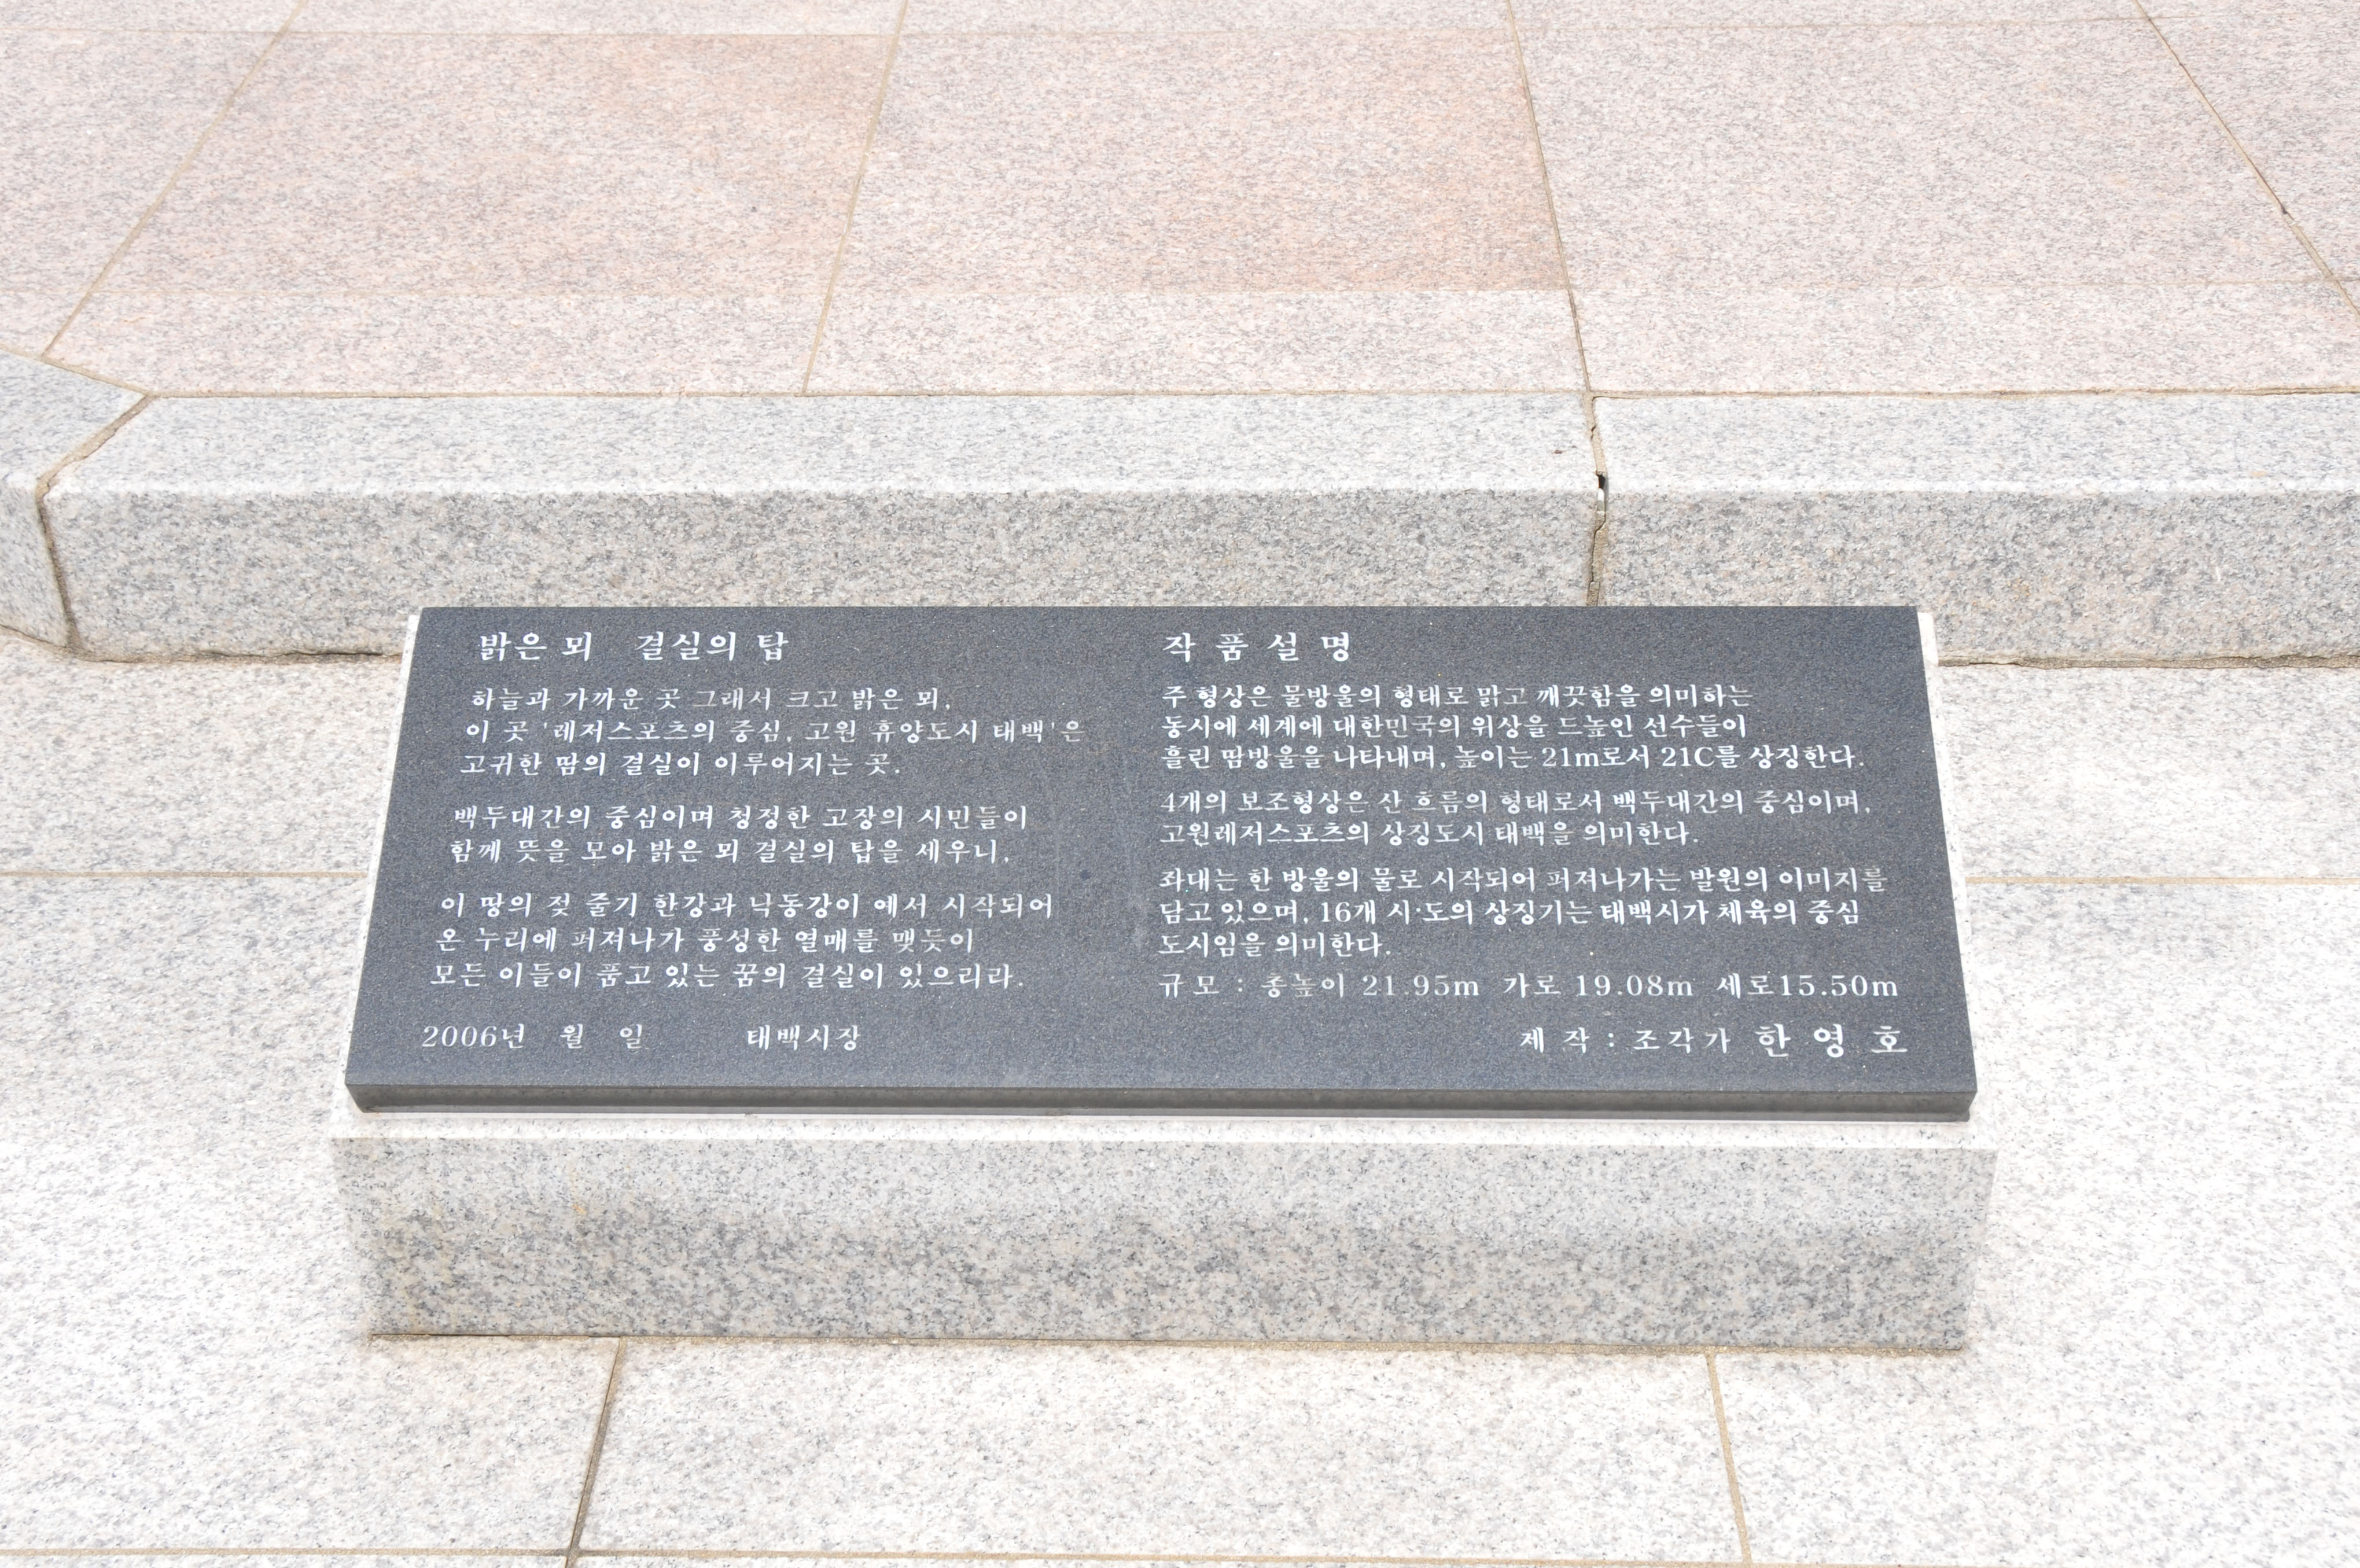 밝은 뫼 결실의 탑
하늘과 가까운 곳 그래서 크고 밝은 뫼,
이 곳 '레저스포츠의 중심, 고원 휴양도시 태백'은
고귀한 땀의 결실이 이루어지는 곳.
백두대간의 중심이며 청정한 고장의 시민들이
함께 뜻을 모아 밝은 뫼 결실의 탑을 세우니,
이 땅의 젖 줄기 한강과 낙동강이 예서 시작되어
온 누리에 퍼져나가 풍성한 열매를 맺듯이
모든 이들이 품고 있는 꿈의 결실이 있으리라.
2006년 월 일 태백시장
작 품 설 명
주 형상은 물방울의 형태로 맑고 깨끗함을 의미하는
동시에 세계에 대한민국의 위상을 드높인 선수들이
흘린 땀방울을 나타내며, 높이는 21m로서 21C를 상징한다.
4개의 보조형상은 산 흐름의 형태로서 백두대간의 중심이며,
고원레저스포츠의 상징도시 태백을 의미한다.
좌대는 한 방울의 물로 시작되어 퍼져나가는 발원의 이미지를
담고 있으며, 16개 시·도의 상징기는 태백시가 체육의 중심
도시임을 의미한다.
규모 : 총높이 21.95m 가로 19.08m 세로15.50m
제 작 : 조각가 한 영 호